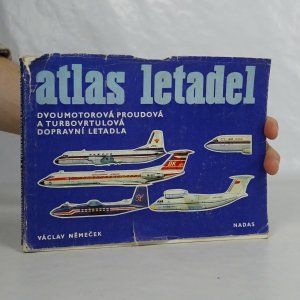 atlas letadel
DVOUMOTOROVÁ PROUDOVÁ
A TURBOVRTULOVÁ
DOPRAVNÍ LETADLA
VÁCLAV NĚMEČEK
NADAS